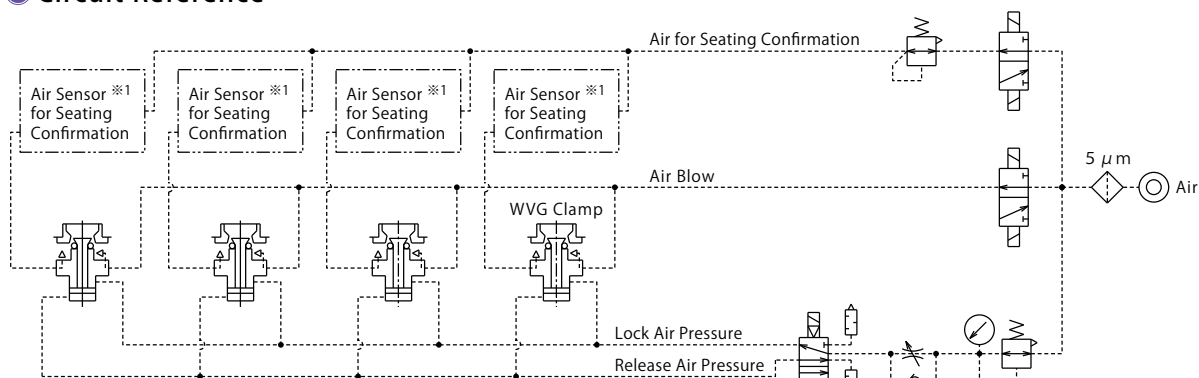 Circuit Reference
Air for Seating Confirmation
Air Sensor ※1
for Seating
Confirmation
Air Sensor ※1
for Seating
Confirmation
Air Sensor ※1
for Seating
Confirmation
Air Sensor ※1
for Seating
Confirmation
5 μm
Air Blow
Air
WVG Clamp
Lock Air Pressure
Release Air Pressure